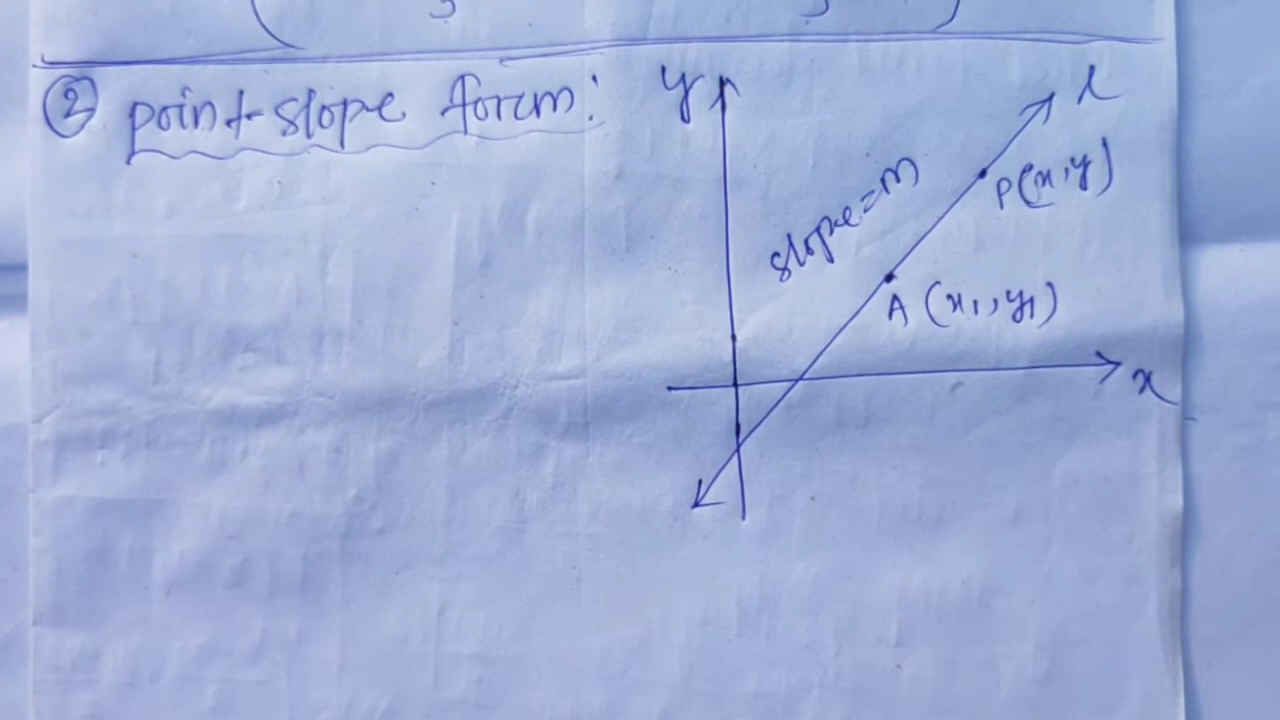 ② point-slope form:
y
l
slope=m
P(x,y)
A (x₁,y₁)
x